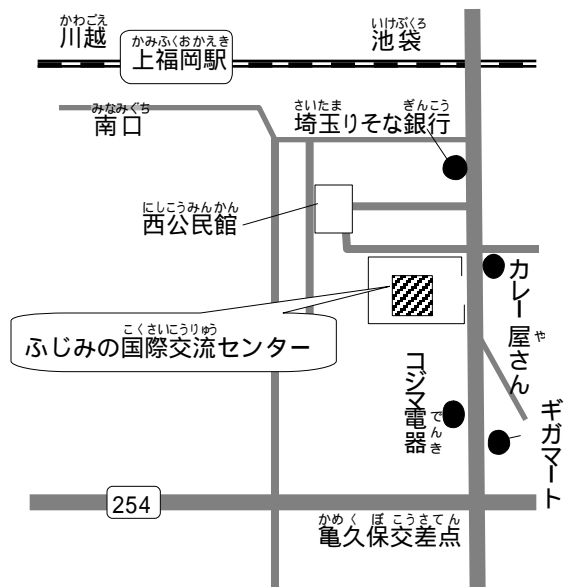 かわごえ
川越
かみふくおかえき
上福岡駅
いけぶくろ
池袋
みなみぐち
南口
さいたま ぎんこう
埼玉りそな銀行
にしこうみんかん
西公民館
カレー屋さん
や
こくさいこうりゅう
ふじみの国際交流センター
コジマ電器
でんき
ギガマート
254
かめくぼこうさてん
亀久保交差点